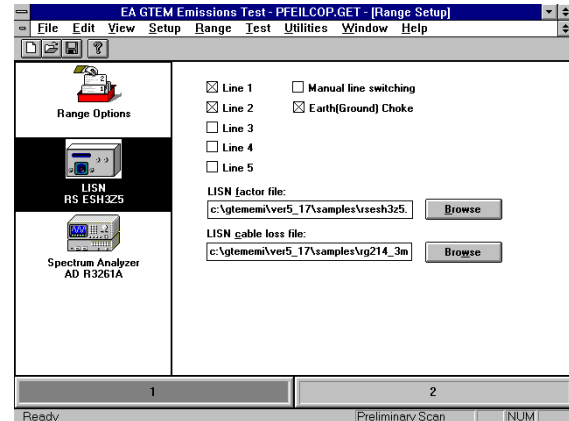 EA GTEM Emissions Test - PFEILCOP.GET - [Range Setup]
File Edit View Setup Range Test Utilities Window Help
Range Options
LISN
RS ESH3Z5
Spectrum Analyzer
AD R3261A
Line 1
Manual line switching
Line 2
Earth(Ground) Choke
Line 3
Line 4
Line 5
LISN factor file:
c:\gtememi\ver5_17\samples\rsesh3z5.
Browse
LISN cable loss file:
c:\gtememi\ver5_17\samples\rg214_3m
Browse
1
2
Ready
Preliminary Scan
NUM